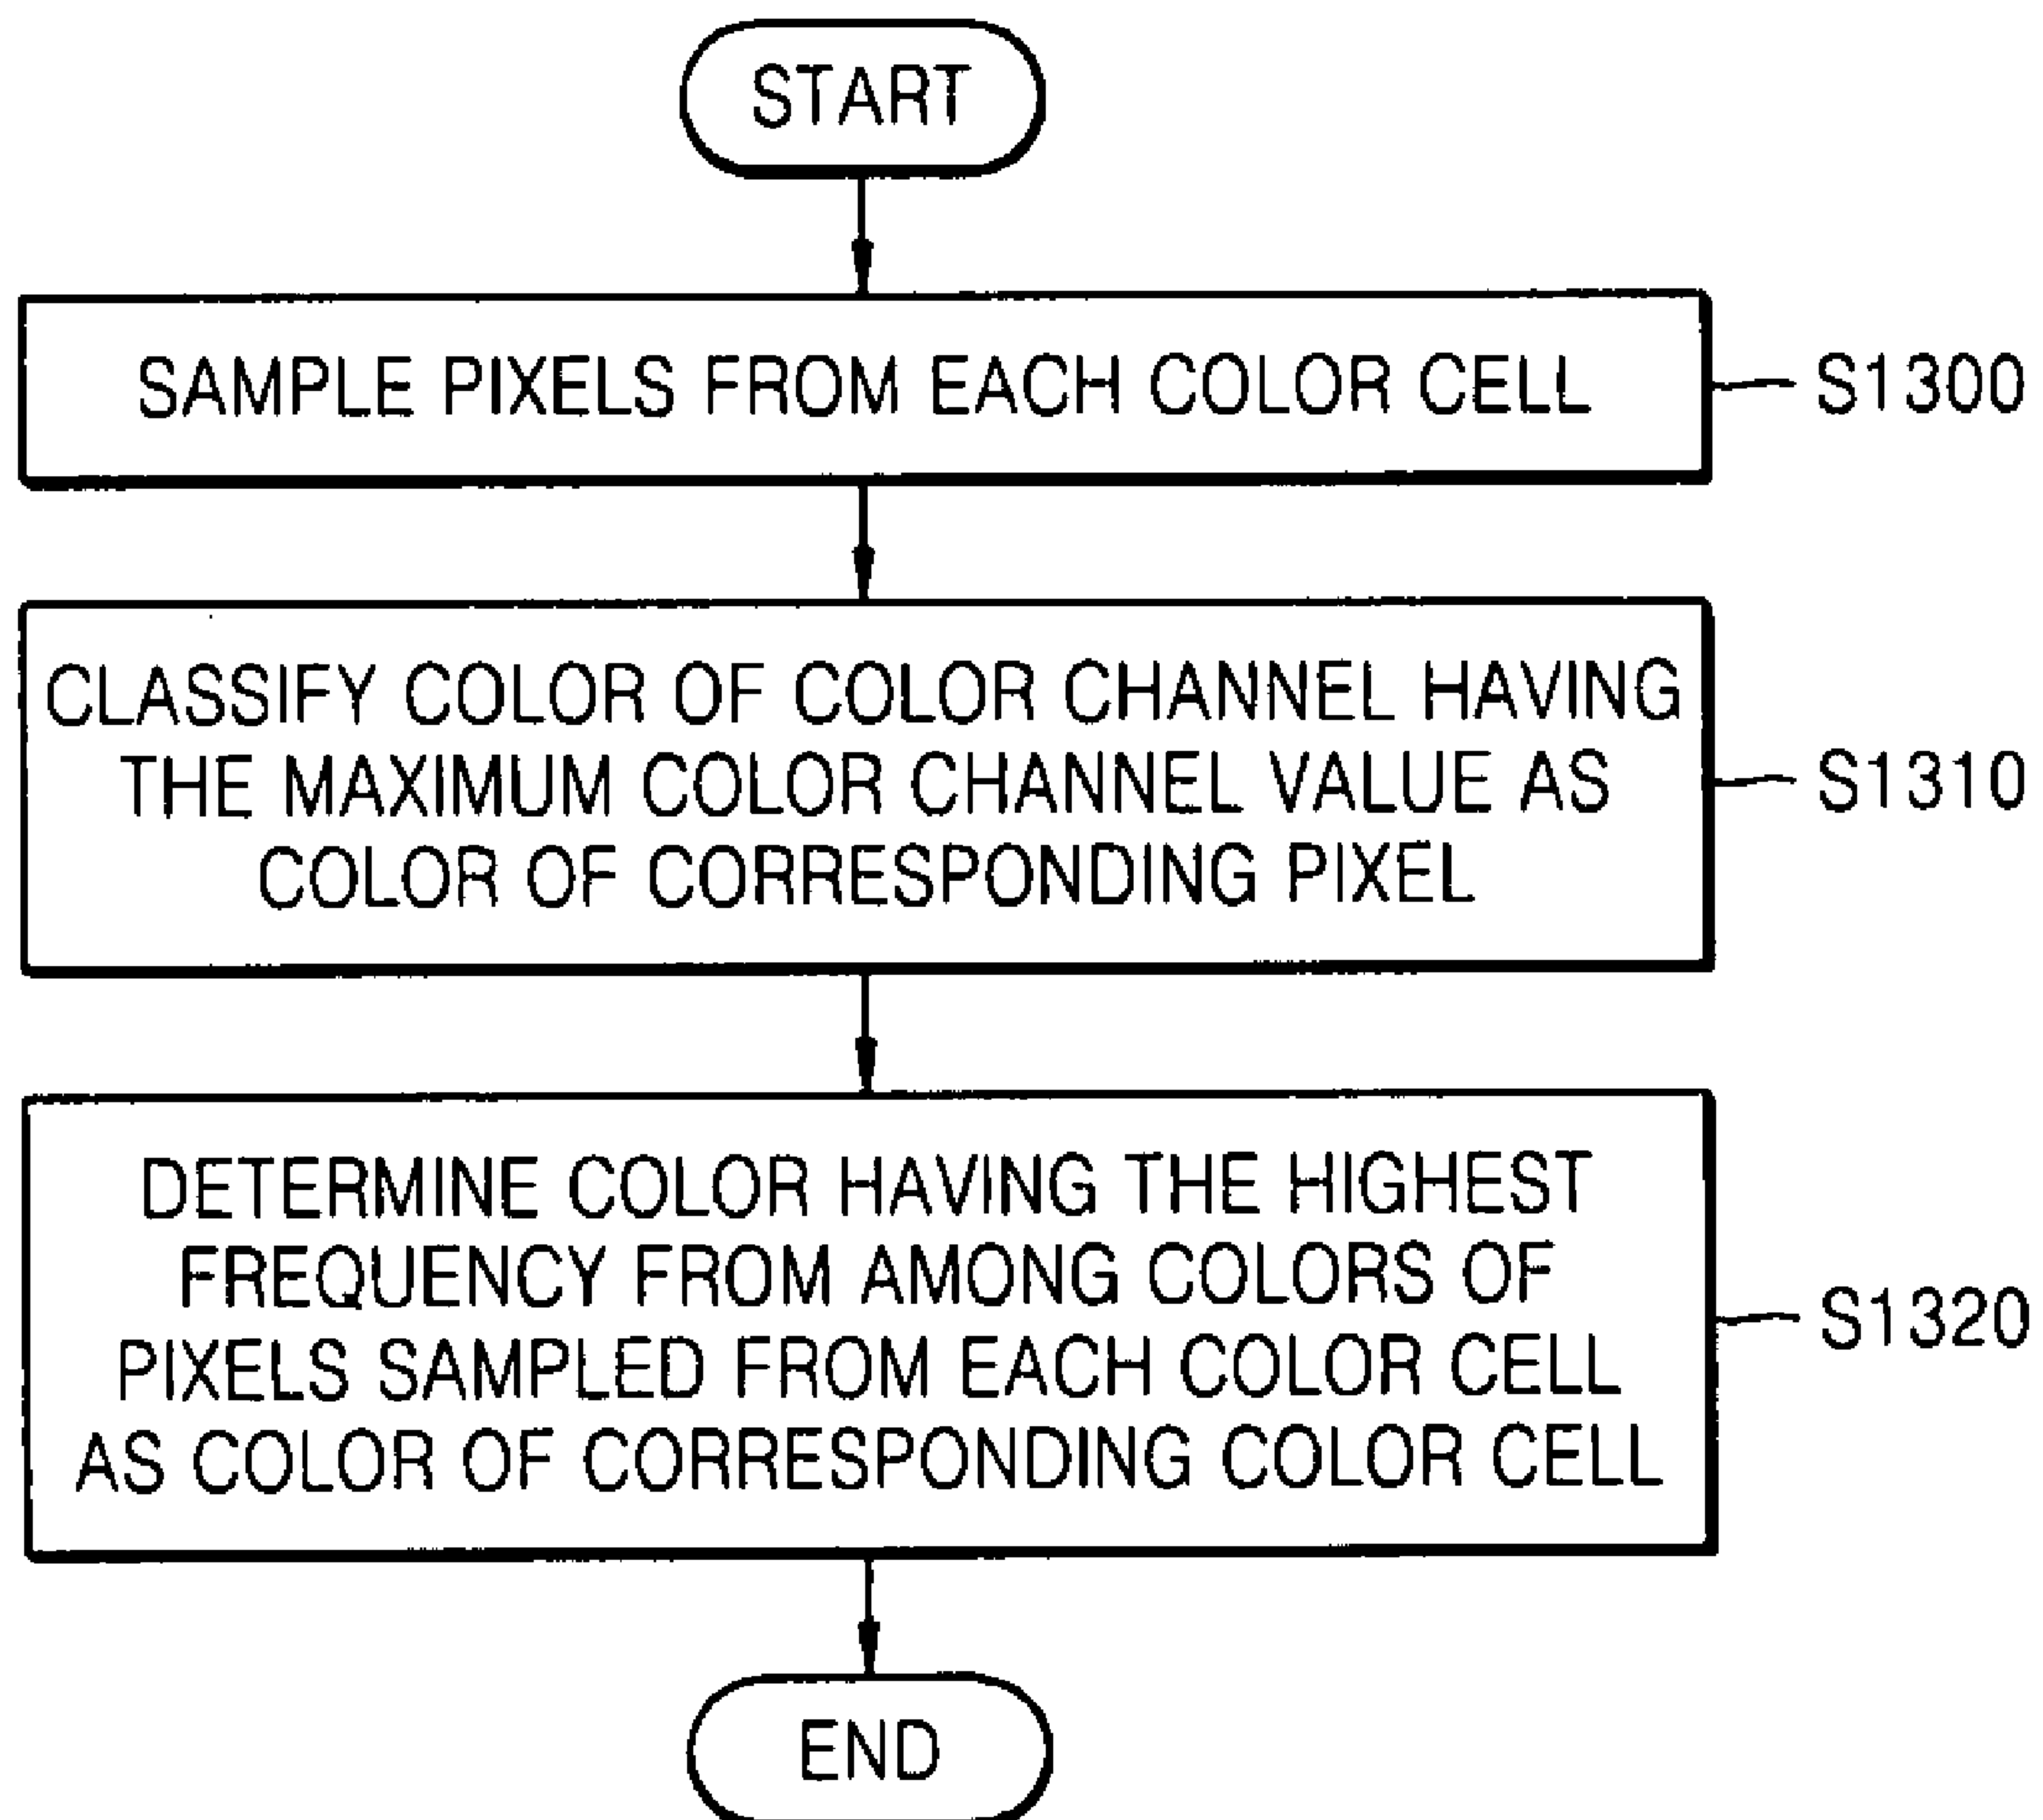 START
SAMPLE PIXELS FROM EACH COLOR CELL
S1300
CLASSIFY COLOR OF COLOR CHANNEL HAVING
THE MAXIMUM COLOR CHANNEL VALUE AS
COLOR OF CORRESPONDING PIXEL
S1310
DETERMINE COLOR HAVING THE HIGHEST
FREQUENCY FROM AMONG COLORS OF
PIXELS SAMPLED FROM EACH COLOR CELL
AS COLOR OF CORRESPONDING COLOR CELL
S1320
END